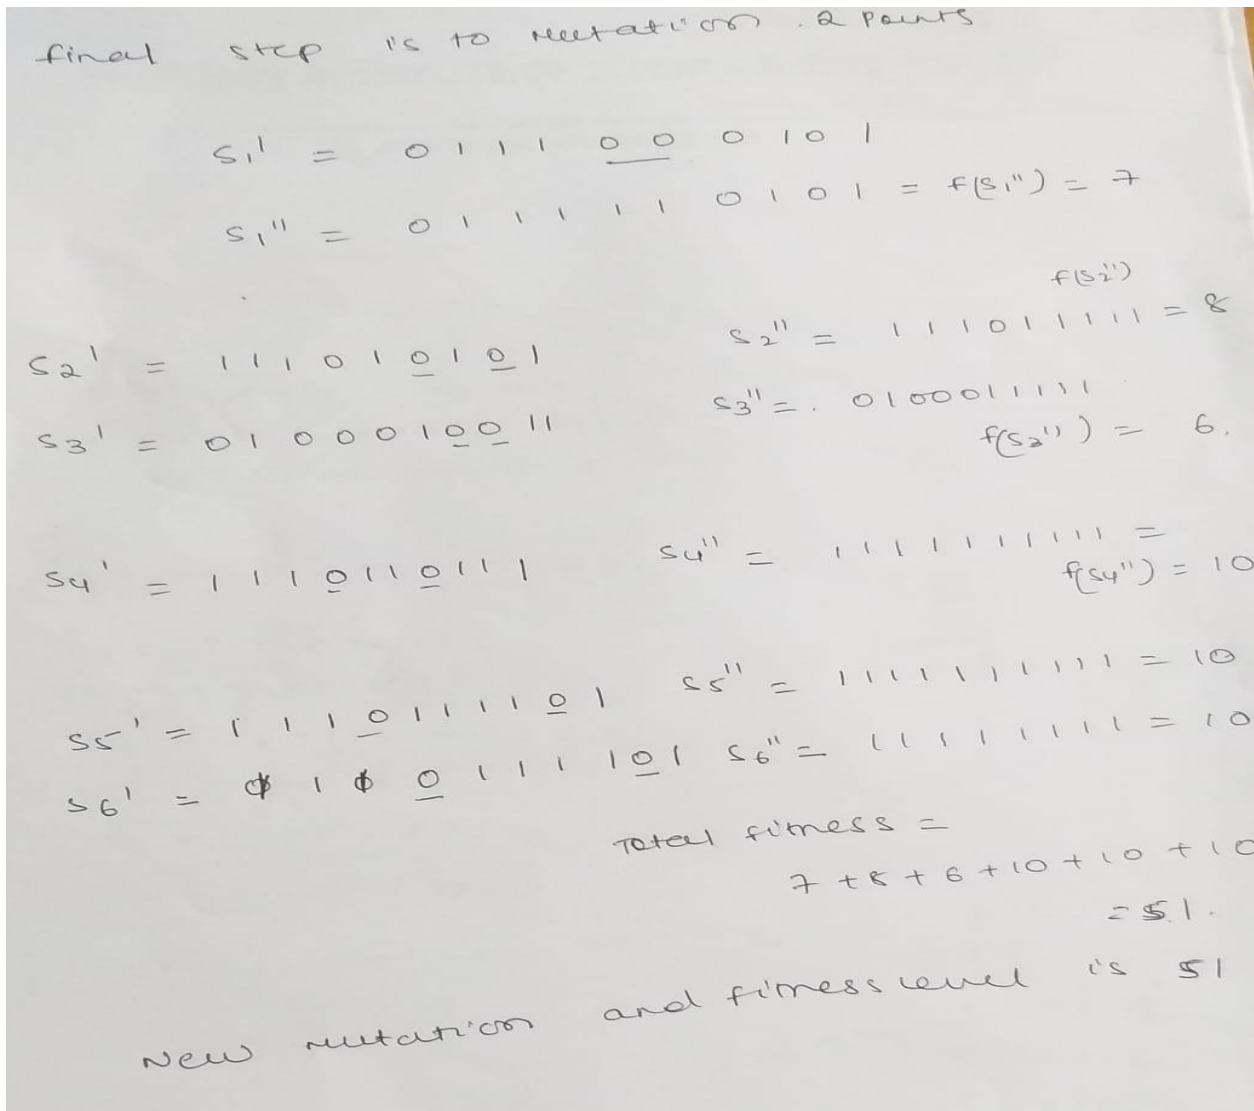 final step is to mutation. 2 points
S1' = 0 1 1 1 0 0 0 1 0 1
S1" = 0 1 1 1 1 1 0 1 0 1 = f(S1") = 7
f(S2")
S2' = 1 1 1 0 1 0 1 0 1 S2" = 1 1 1 0 1 1 1 1 1 = 8
S3' = 0 1 0 0 0 1 0 0 1 1 S3" = . 0 1 0 0 0 1 1 1 1 1
f(S3") = 6.
S4' = 1 1 1 0 1 1 0 1 1 1 S4" = 1 1 1 1 1 1 1 1 1 1 =
f(S4") = 10
S5' = 1 1 1 0 1 1 1 1 0 1 S5" = 1 1 1 1 1 1 1 1 1 1 = 10
S6' = 0 1 0 0 1 1 1 1 0 1 S6" = 1 1 1 1 1 1 1 1 1 = 10
Total fitness =
7 + 8 + 6 + 10 + 10 + 10
= 51.
New mutation and fitness level is 51